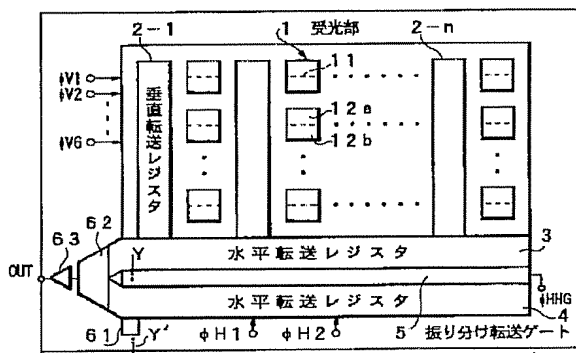 2-1 1 受光部 2-n
11
φV1
φV2
φV6
12a
12b
垂直転送レジスタ
62
63
Y
OUT
水平転送レジスタ 3
水平転送レジスタ
φHHG
4
61 Y' φH1 φH2 5 振り分け転送ゲート